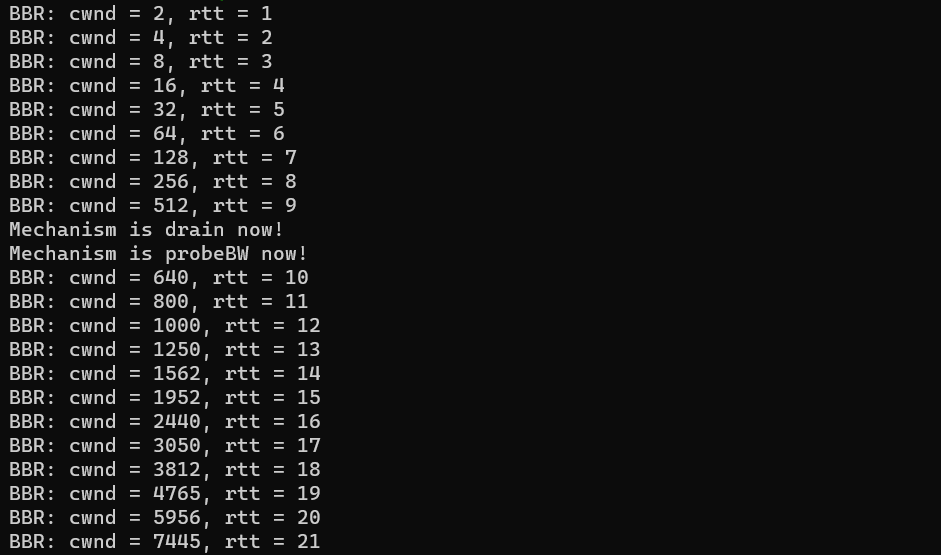 BBR: cwnd = 2, rtt = 1
BBR: cwnd = 4, rtt = 2
BBR: cwnd = 8, rtt = 3
BBR: cwnd = 16, rtt = 4
BBR: cwnd = 32, rtt = 5
BBR: cwnd = 64, rtt = 6
BBR: cwnd = 128, rtt = 7
BBR: cwnd = 256, rtt = 8
BBR: cwnd = 512, rtt = 9
Mechanism is drain now!
Mechanism is probeBW now!
BBR: cwnd = 640, rtt = 10
BBR: cwnd = 800, rtt = 11
BBR: cwnd = 1000, rtt = 12
BBR: cwnd = 1250, rtt = 13
BBR: cwnd = 1562, rtt = 14
BBR: cwnd = 1952, rtt = 15
BBR: cwnd = 2440, rtt = 16
BBR: cwnd = 3050, rtt = 17
BBR: cwnd = 3812, rtt = 18
BBR: cwnd = 4765, rtt = 19
BBR: cwnd = 5956, rtt = 20
BBR: cwnd = 7445, rtt = 21